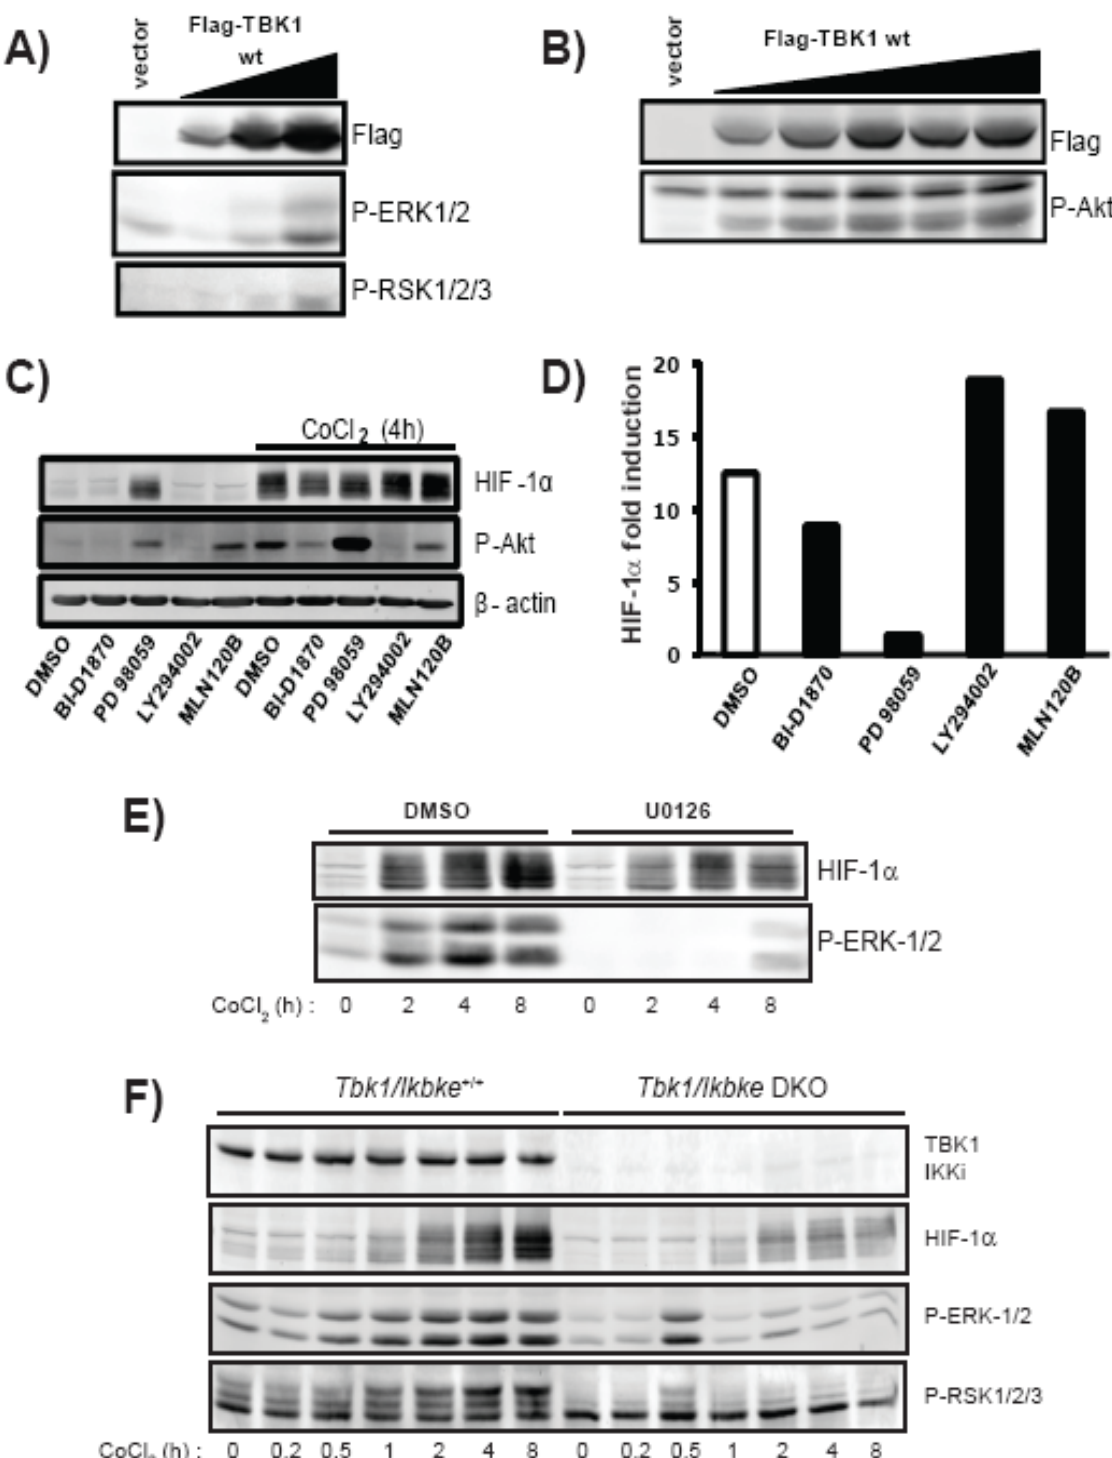 A)
vector
Flag-TBK1
wt
Flag
P-ERK1/2
P-RSK1/2/3
B)
vector
Flag-TBK1 wt
Flag
P-Akt
C)
CoCl2 (4h)
HIF-1α
P-Akt
β- actin
DMSO BI-D1870 PD 98059 LY294002 MLN120B DMSO BI-D1870 PD 98059 LY294002 MLN120B
D)
HIF-1α fold induction
20
15
10
5
0
DMSO BI-D1870 PD 98059 LY294002 MLN120B
E)
DMSO U0126
HIF-1α
P-ERK-1/2
CoCl2 (h) : 0 2 4 8 0 2 4 8
F)
Tbk1/Ikbke+/+ Tbk1/Ikbke DKO
TBK1
IKKi
HIF-1α
P-ERK-1/2
P-RSK1/2/3
CoCl2 (h) : 0 0.2 0.5 1 2 4 8 0 0.2 0.5 1 2 4 8